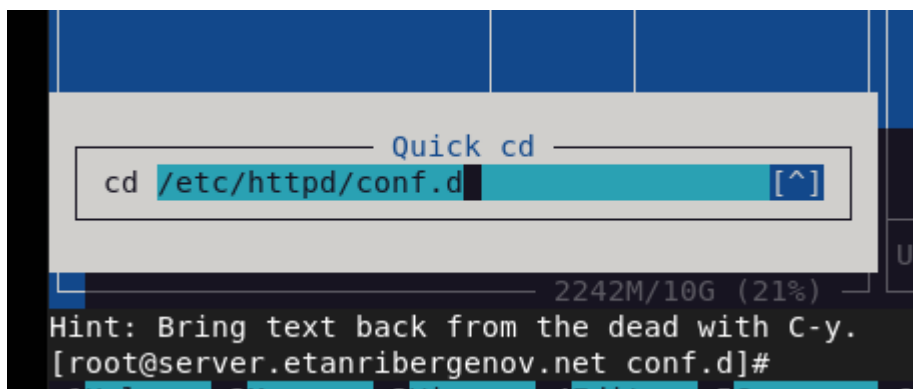 Quick cd
cd /etc/httpd/conf.d [^]
U
2242M/10G (21%)
Hint: Bring text back from the dead with C-y.
[root@server.etanribergenov.net conf.d]#